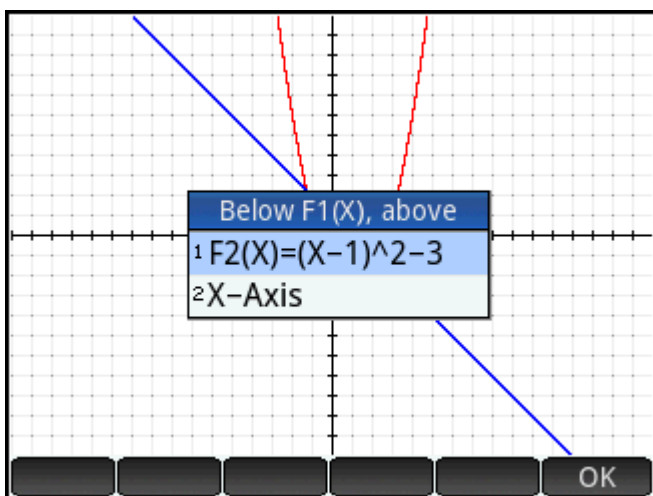 Below F1(X), above
1 F2(X)=(X−1)^2−3
2 X−Axis
OK